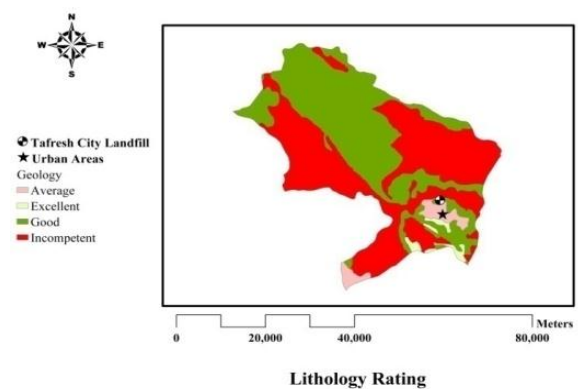 N
W E
S
Tafresh City Landfill
Urban Areas
Geology
Average
Excellent
Good
Incompetent
Meters
0 20,000 40,000 80,000
Lithology Rating